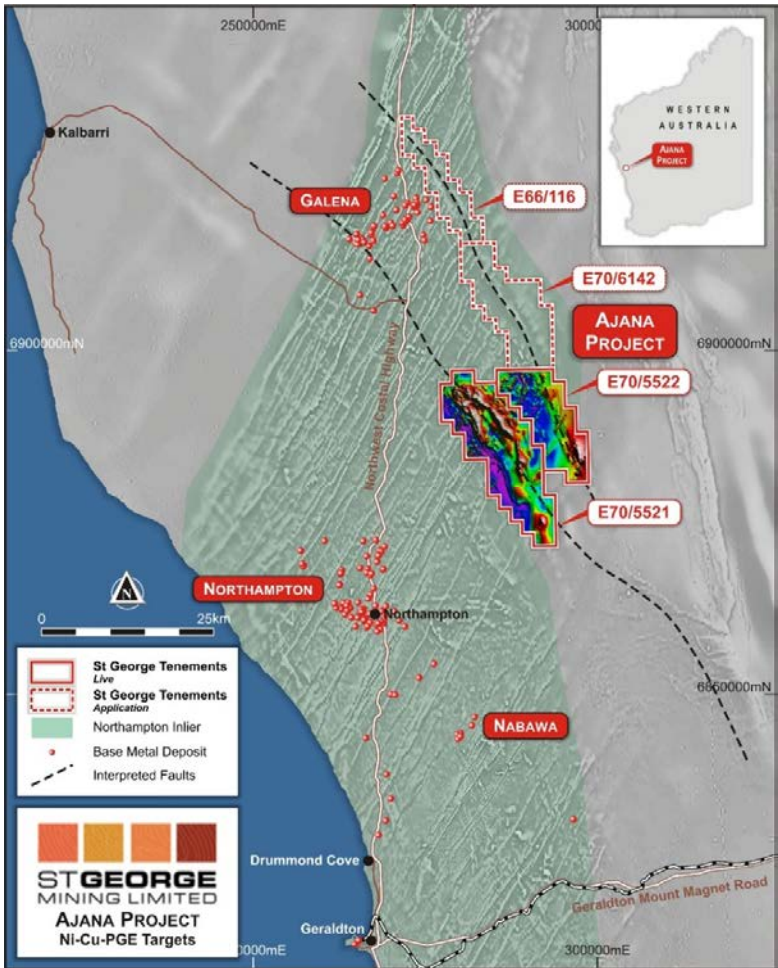 250000mE
30000
Kalbarri
WESTERN
AUSTRALIA
AJANA
PROJECT
GALENA
E66/116
E70/6142
AJANA
PROJECT
6900000mN
E70/5522
Northwest Costal Highway
E70/5521
NORTHAMPTON
N
0 25km
Northampton
St George Tenements
Live
St George Tenements
Application
Northampton Inlier
Base Metal Deposit
Interpreted Faults
6850000mN
NABAWA
STGEORGE
MINING LIMITED
AJANA PROJECT
Ni-Cu-PGE Targets
Drummond Cove
Geraldton Mount Magnet Road
Geraldton
0000mE
300000mE